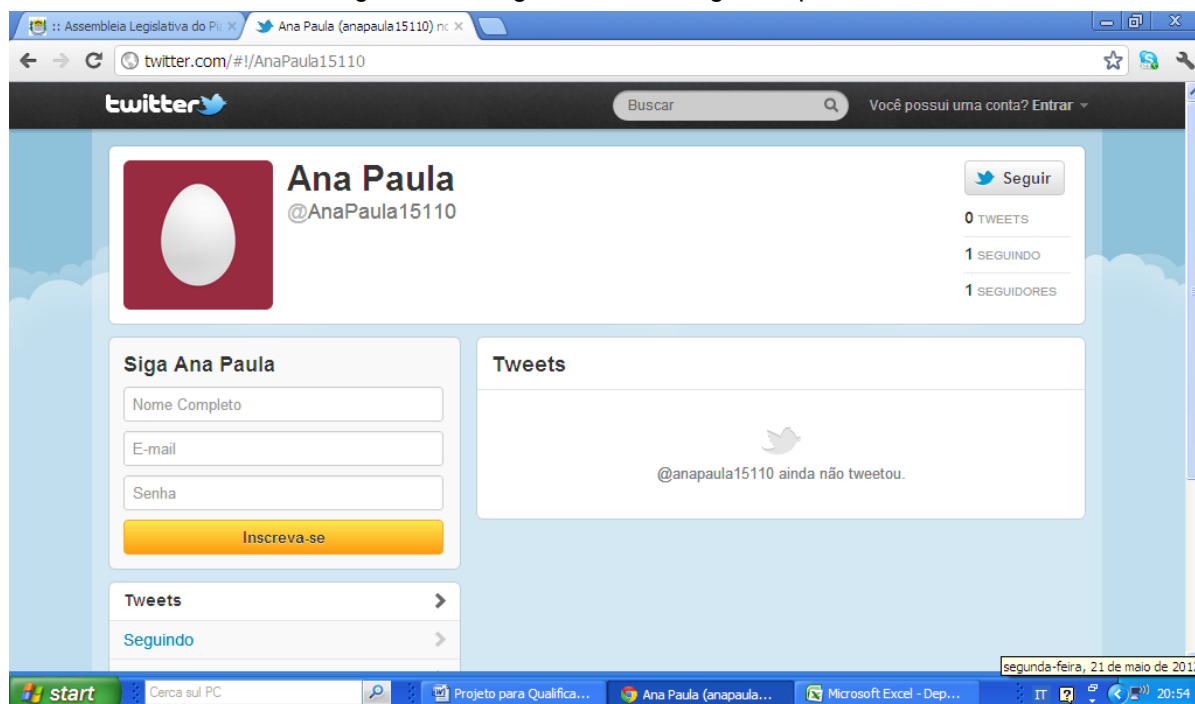 :: Assembleia Legislativa do Pi
Ana Paula (anapaula15110) no
twitter.com/#!/AnaPaula15110
twitter
Buscar
Você possui uma conta? Entrar
Ana Paula
@AnaPaula15110
Seguir
0 TWEETS
1 SEGUINDO
1 SEGUIDORES
Siga Ana Paula
Nome Completo
E-mail
Senha
Inscreva-se
Tweets
@anapaula15110 ainda não tweetou.
Tweets
Seguindo
segunda-feira, 21 de maio de 2012
start
Cerca sul PC
Projeto para Qualifica...
Ana Paula (anapaula...
Microsoft Excel - Dep...
IT
20:54